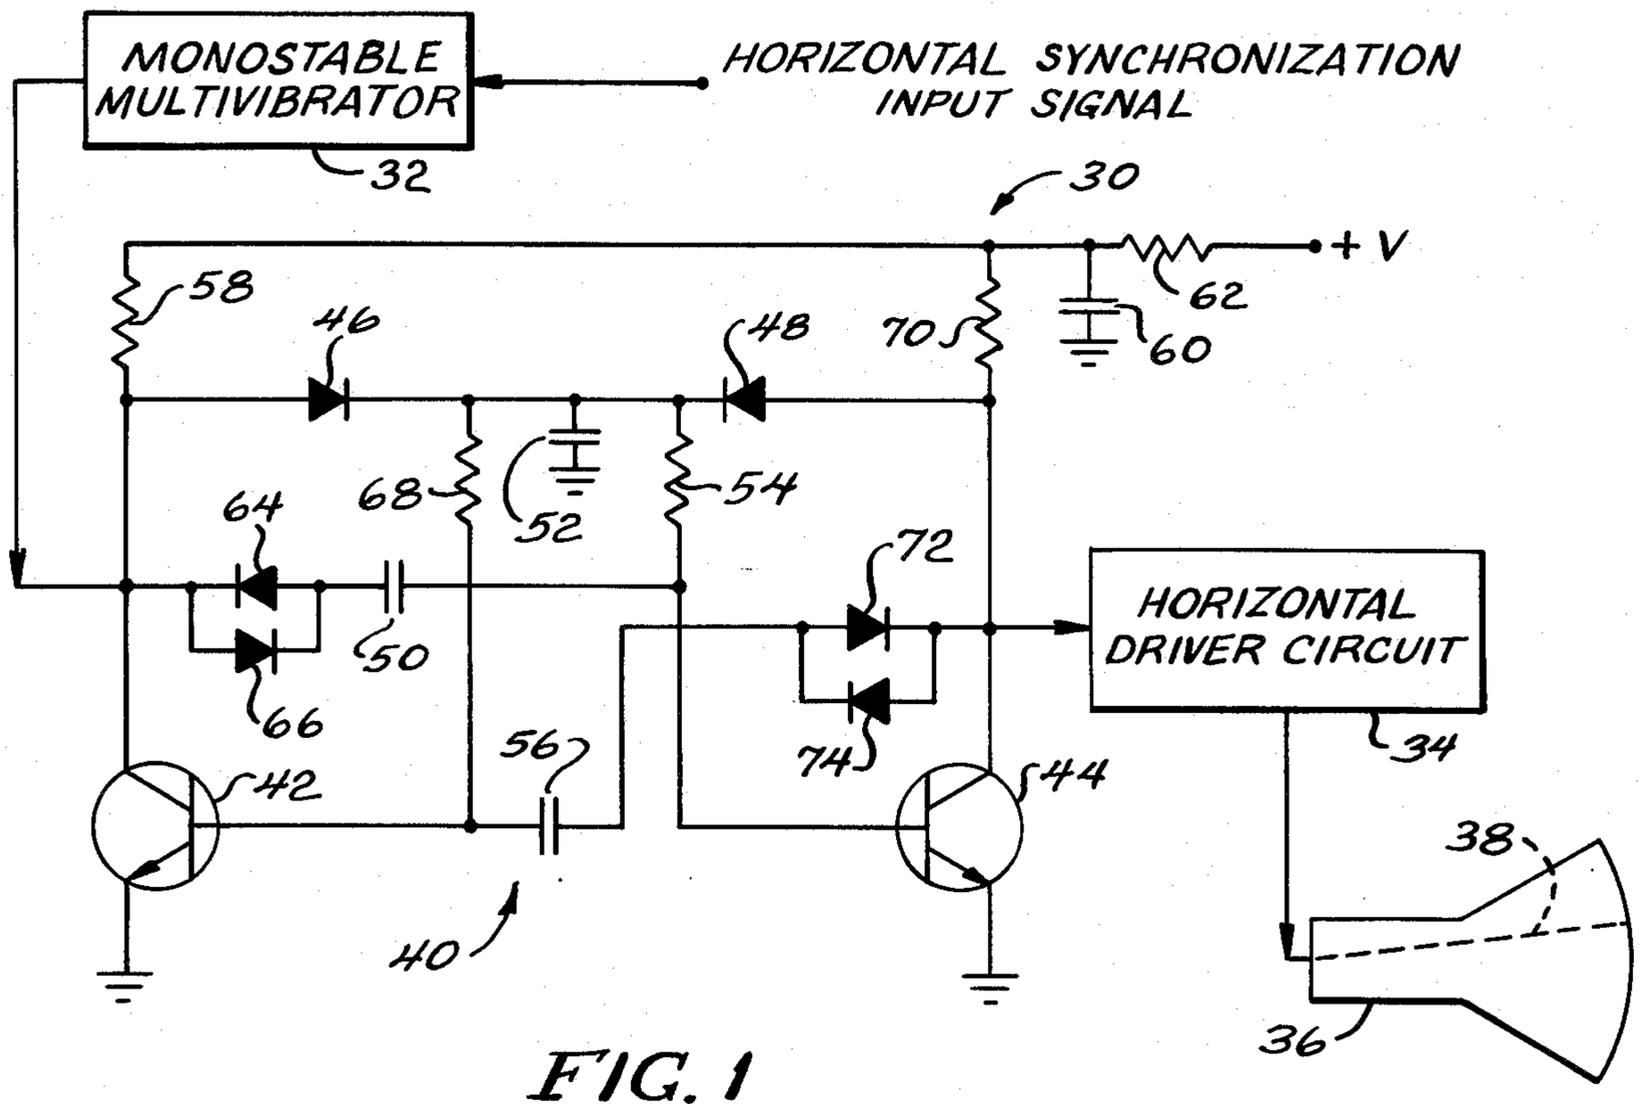 MONOSTABLE
MULTIVIBRATOR
HORIZONTAL SYNCHRONIZATION
INPUT SIGNAL
32
30
+ V
58
62
46
48
70
60
68
52
54
64
72
50
HORIZONTAL
DRIVER CIRCUIT
66
56
74
34
42
44
38
40
36
FIG. 1